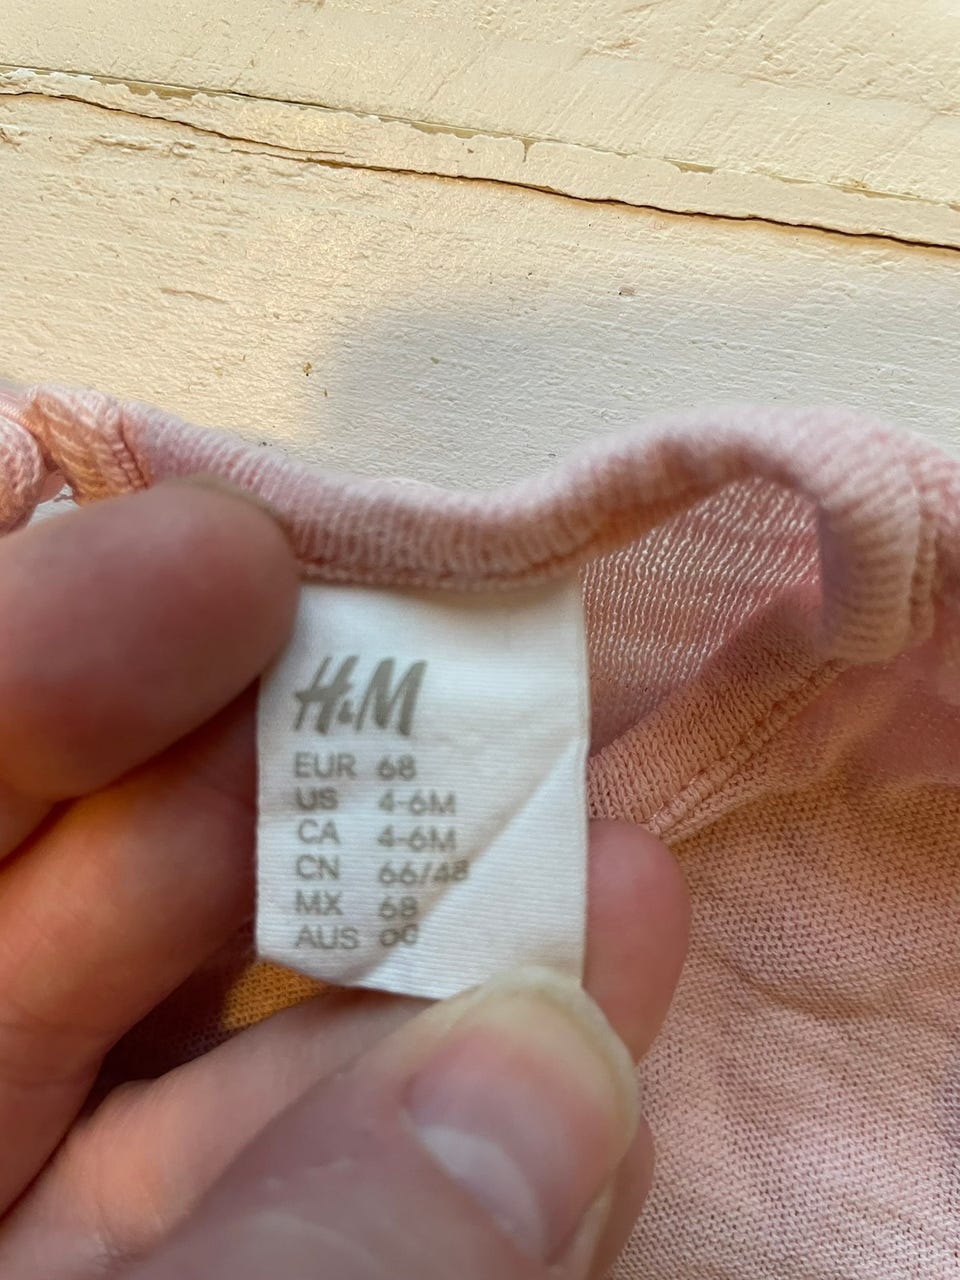 H&M
EUR 68
US 4-6M
CA 4-6M
CN 66/48
MX 68
AUS 00